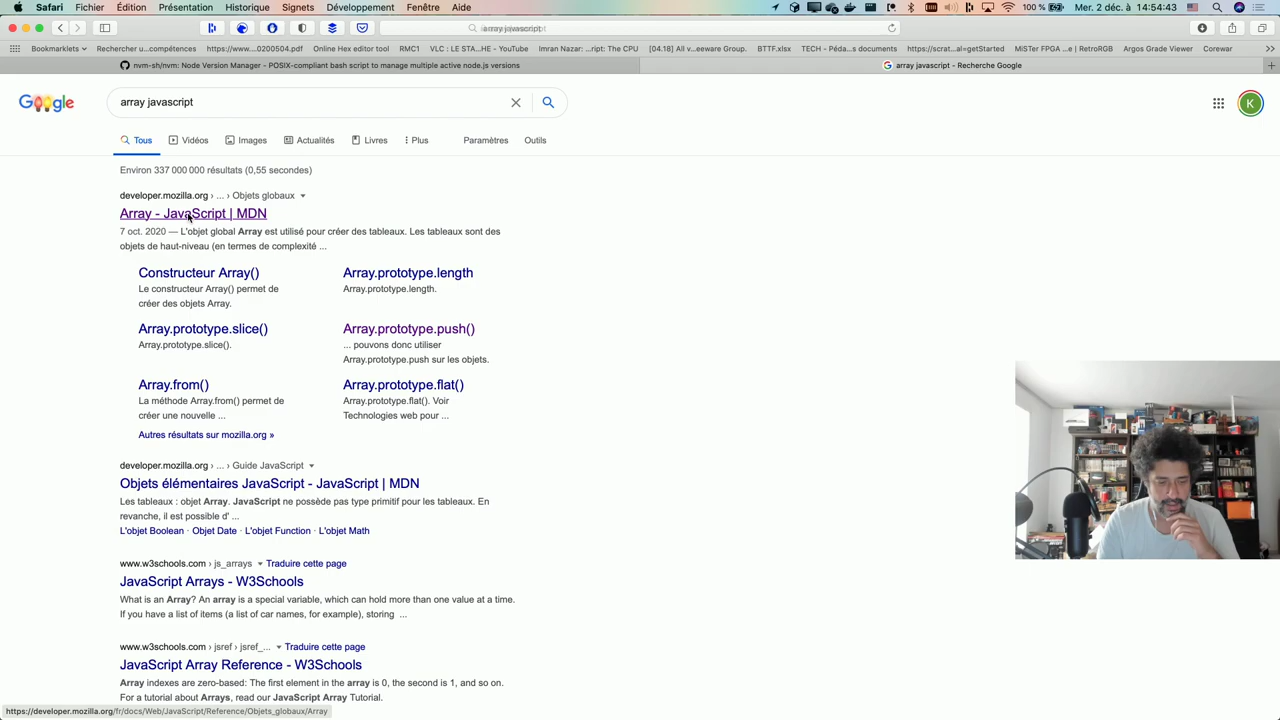 Safari Fichier Édition Présentation Historique Signets Développement Fenêtre Aide
100 % Mer. 2 déc. à 14:54:43
array javascript
Bookmarklets Rechercher u...compétences https://www....0200504.pdf Online Hex editor tool RMC1 VLC : LE STA...HE - YouTube Imran Nazar: ...ript: The CPU [04.18] All v...eeware Group. BTTF.xlsx TECH - Péda...s documents https://scrat...al=getStarted MiSTer FPGA ...e | RetroRGB Argos Grade Viewer Corewar
nvm-sh/nvm: Node Version Manager - POSIX-compliant bash script to manage multiple active node.js versions
array javascript - Recherche Google
Google
array javascript
K
Tous Vidéos Images Actualités Livres Plus Paramètres Outils
Environ 337 000 000 résultats (0,55 secondes)
developer.mozilla.org › ... › Objets globaux
Array - JavaScript | MDN
7 oct. 2020 — L'objet global Array est utilisé pour créer des tableaux. Les tableaux sont des
objets de haut-niveau (en termes de complexité ...
Constructeur Array()
Le constructeur Array() permet de
créer des objets Array.
Array.prototype.length
Array.prototype.length.
Array.prototype.slice()
Array.prototype.slice().
Array.prototype.push()
... pouvons donc utiliser
Array.prototype.push sur les objets.
Array.from()
La méthode Array.from() permet de
créer une nouvelle ...
Array.prototype.flat()
Array.prototype.flat(). Voir
Technologies web pour ...
Autres résultats sur mozilla.org »
developer.mozilla.org › ... › Guide JavaScript
Objets élémentaires JavaScript - JavaScript | MDN
Les tableaux : objet Array. JavaScript ne possède pas type primitif pour les tableaux. En
revanche, il est possible d' ...
L'objet Boolean · Objet Date · L'objet Function · L'objet Math
www.w3schools.com › js_arrays Traduire cette page
JavaScript Arrays - W3Schools
What is an Array? An array is a special variable, which can hold more than one value at a time.
If you have a list of items (a list of car names, for example), storing ...
www.w3schools.com › jsref › jsref_... Traduire cette page
JavaScript Array Reference - W3Schools
Array indexes are zero-based: The first element in the array is 0, the second is 1, and so on.
For a tutorial about Arrays, read our JavaScript Array Tutorial.
https://developer.mozilla.org/fr/docs/Web/JavaScript/Reference/Objets_globaux/Array